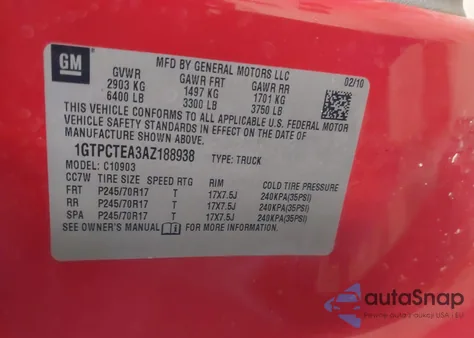 GM
MFD BY GENERAL MOTORS LLC
GVWR GAWR FRT GAWR RR 02/10
2903 KG 1497 KG 1701 KG
6400 LB 3300 LB 3750 LB
THIS VEHICLE CONFORMS TO ALL APPLICABLE U.S. FEDERAL MOTOR
VEHICLE SAFETY STANDARDS IN EFFECT ON THE DATE OF
MANUFACTURE SHOWN ABOVE.
1GTPCTEA3AZ188938 TYPE: TRUCK
MODEL: C10903
CC7W TIRE SIZE SPEED RTG RIM COLD TIRE PRESSURE
FRT P245/70R17 T 17X7.5J 240KPA(35PSI)
RR P245/70R17 T 17X7.5J 240KPA(35PSI)
SPA P245/70R17 T 17X7.5J 240KPA(35PSI)
SEE OWNER'S MANUAL FOR MORE INFORMATION.
autaSnap